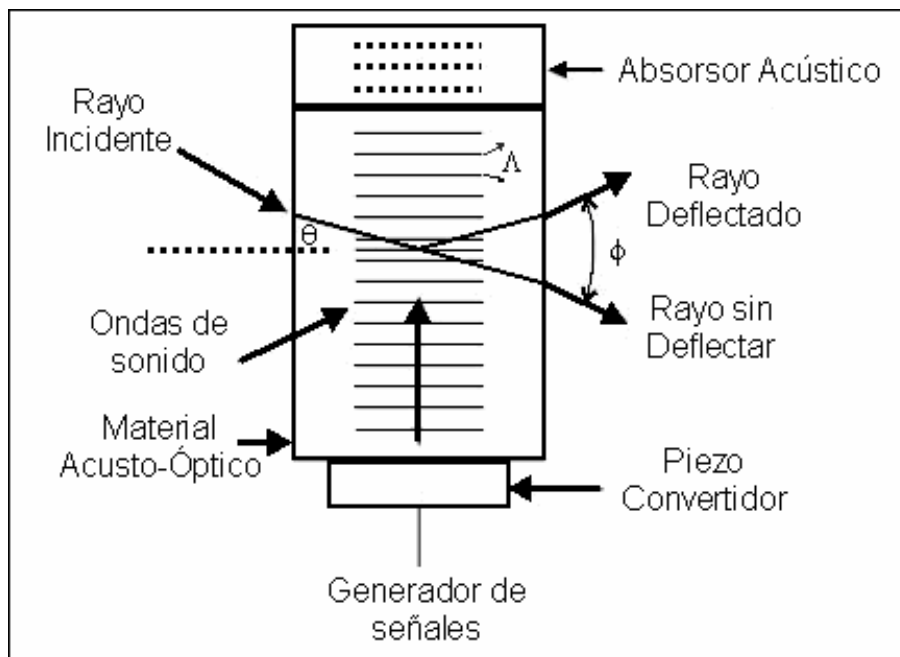 Absorsor Acústico
Rayo
Incidente
Λ
Rayo
Deflectado
θ
ϕ
Ondas de
sonido
Rayo sin
Deflectar
Material
Acusto-Óptico
Piezo
Convertidor
Generador de
señales